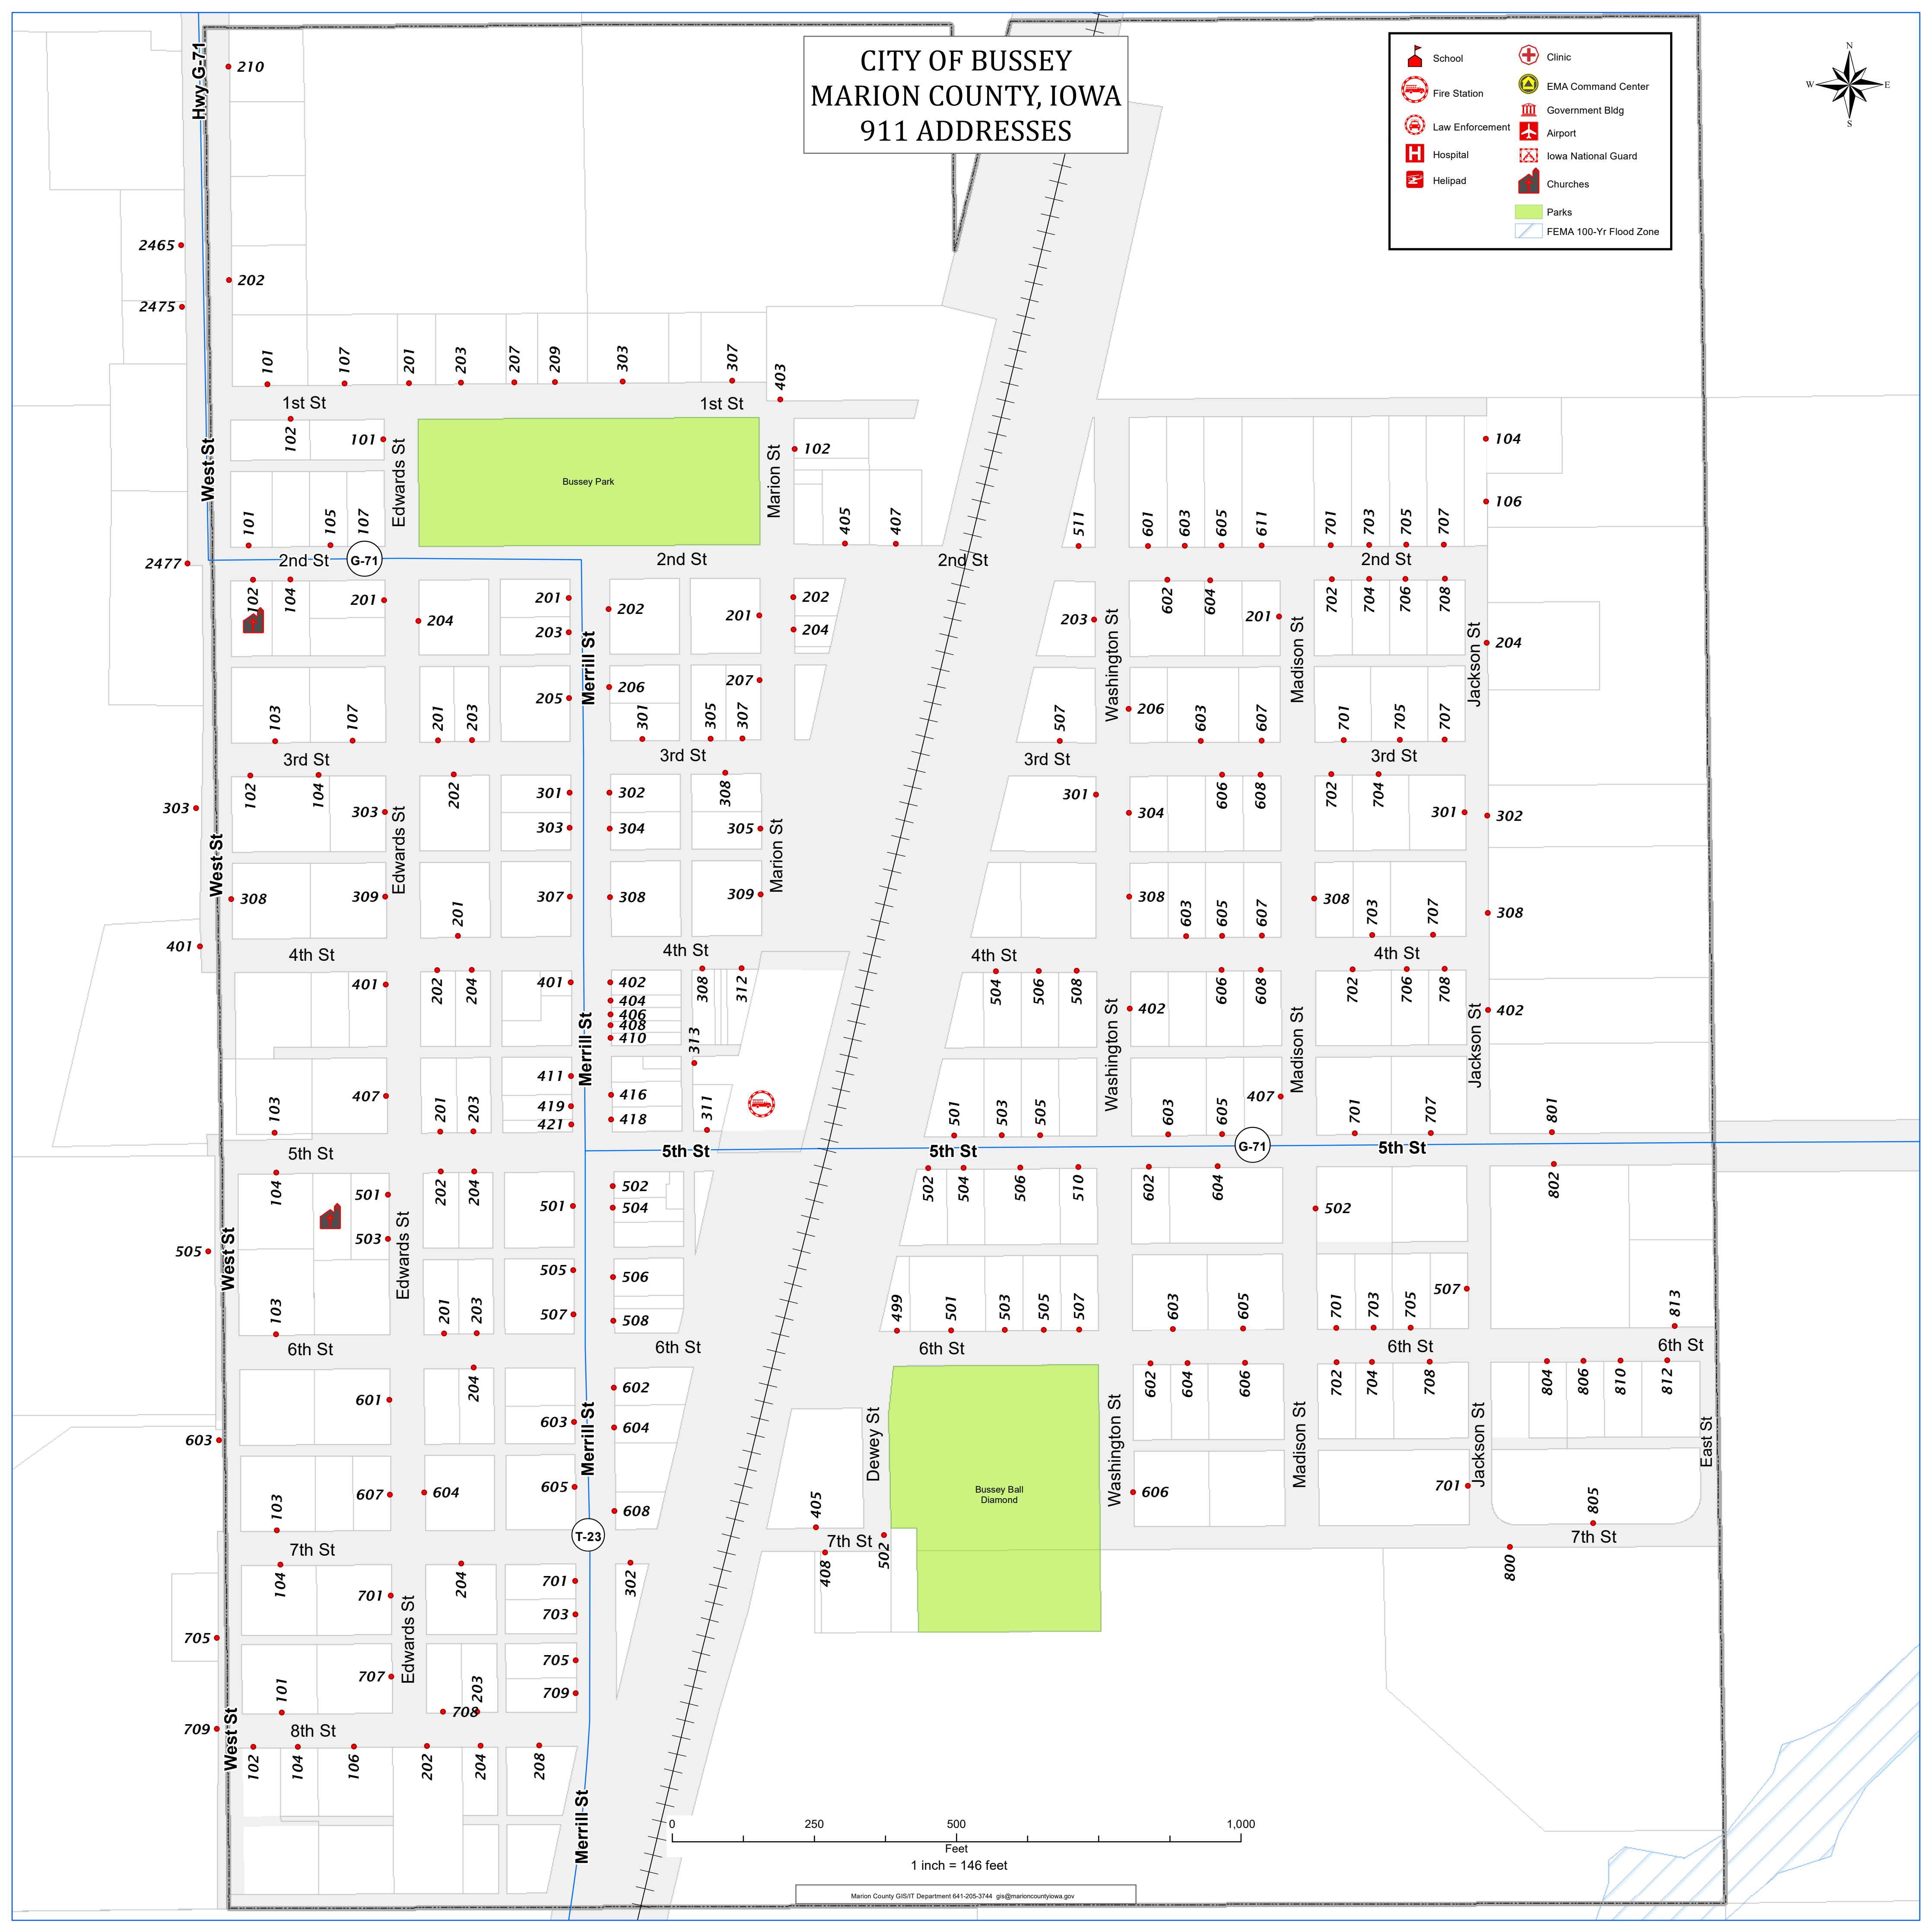 CITY OF BUSSEY
MARION COUNTY, IOWA
911 ADDRESSES
School
Fire Station
Law Enforcement
Hospital
Helipad
Clinic
EMA Command Center
Government Bldg
Airport
Iowa National Guard
Churches
Parks
FEMA 100-Yr Flood Zone
N
W E
S
Hwy G-71
210
2465
202
2475
101 107 201 203 207 209 303 307 403
1st St 1st St
102 101 102 104
West St Edwards St Bussey Park Marion St
106
101 105 107 405 407 511 601 603 605 611 701 703 705 707
2477 2nd St G-71 2nd St 2nd St 2nd St
102 104 201 204 201 202 201 202 602 604 201 702 704 706 708
203 204 203 204
Merrill St Washington St Madison St Jackson St
205 206 207 206
103 107 201 203 301 305 307 507 603 607 701 705 707
3rd St 3rd St 3rd St 3rd St
102 104 202 308 606 608 702 704
303 303 301 302 301 304 301 302
303 304 305
West St Edwards St Marion St
308 309 307 308 309 308 308 308
201 603 605 607 703 707
401
4th St 4th St 4th St 4th St
401 202 204 401 402 308 312 504 506 508 402 606 608 702 706 708 402
404
406
408
410
Merrill St 313 Washington St Madison St Jackson St
411
407 416 407
419
418
421
103 201 203 311 501 503 505 603 605 701 707 801
5th St 5th St 5th St G-71 5th St
104 501 202 204 501 502 502 504 506 510 602 604 502 802
504
503
505 West St Edwards St
505 506 507
507 508
103 201 203 499 501 503 505 507 603 605 701 703 705 813
6th St 6th St 6th St 6th St 6th St
601 204 602 602 604 606 702 704 708 804 806 810 812
603 604
603 Merrill St Dewey St Washington St Madison St Jackson St East St
607 604 605 608 Bussey Ball
Diamond
606 701
103 405 805
T-23
7th St 7th St 7th St
104 701 204 701 302 408 502 800
703
705 Edwards St
707 705
709
101 708 203
709 West St 8th St
102 104 106 202 204 208
Merrill St
0 250 500 1,000
Feet
1 inch = 146 feet
Marion County GIS/IT Department 641-205-3744 gis@marioncountyiowa.gov